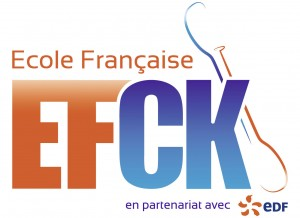 Ecole Française
EFCK
en partenariat avec eDF